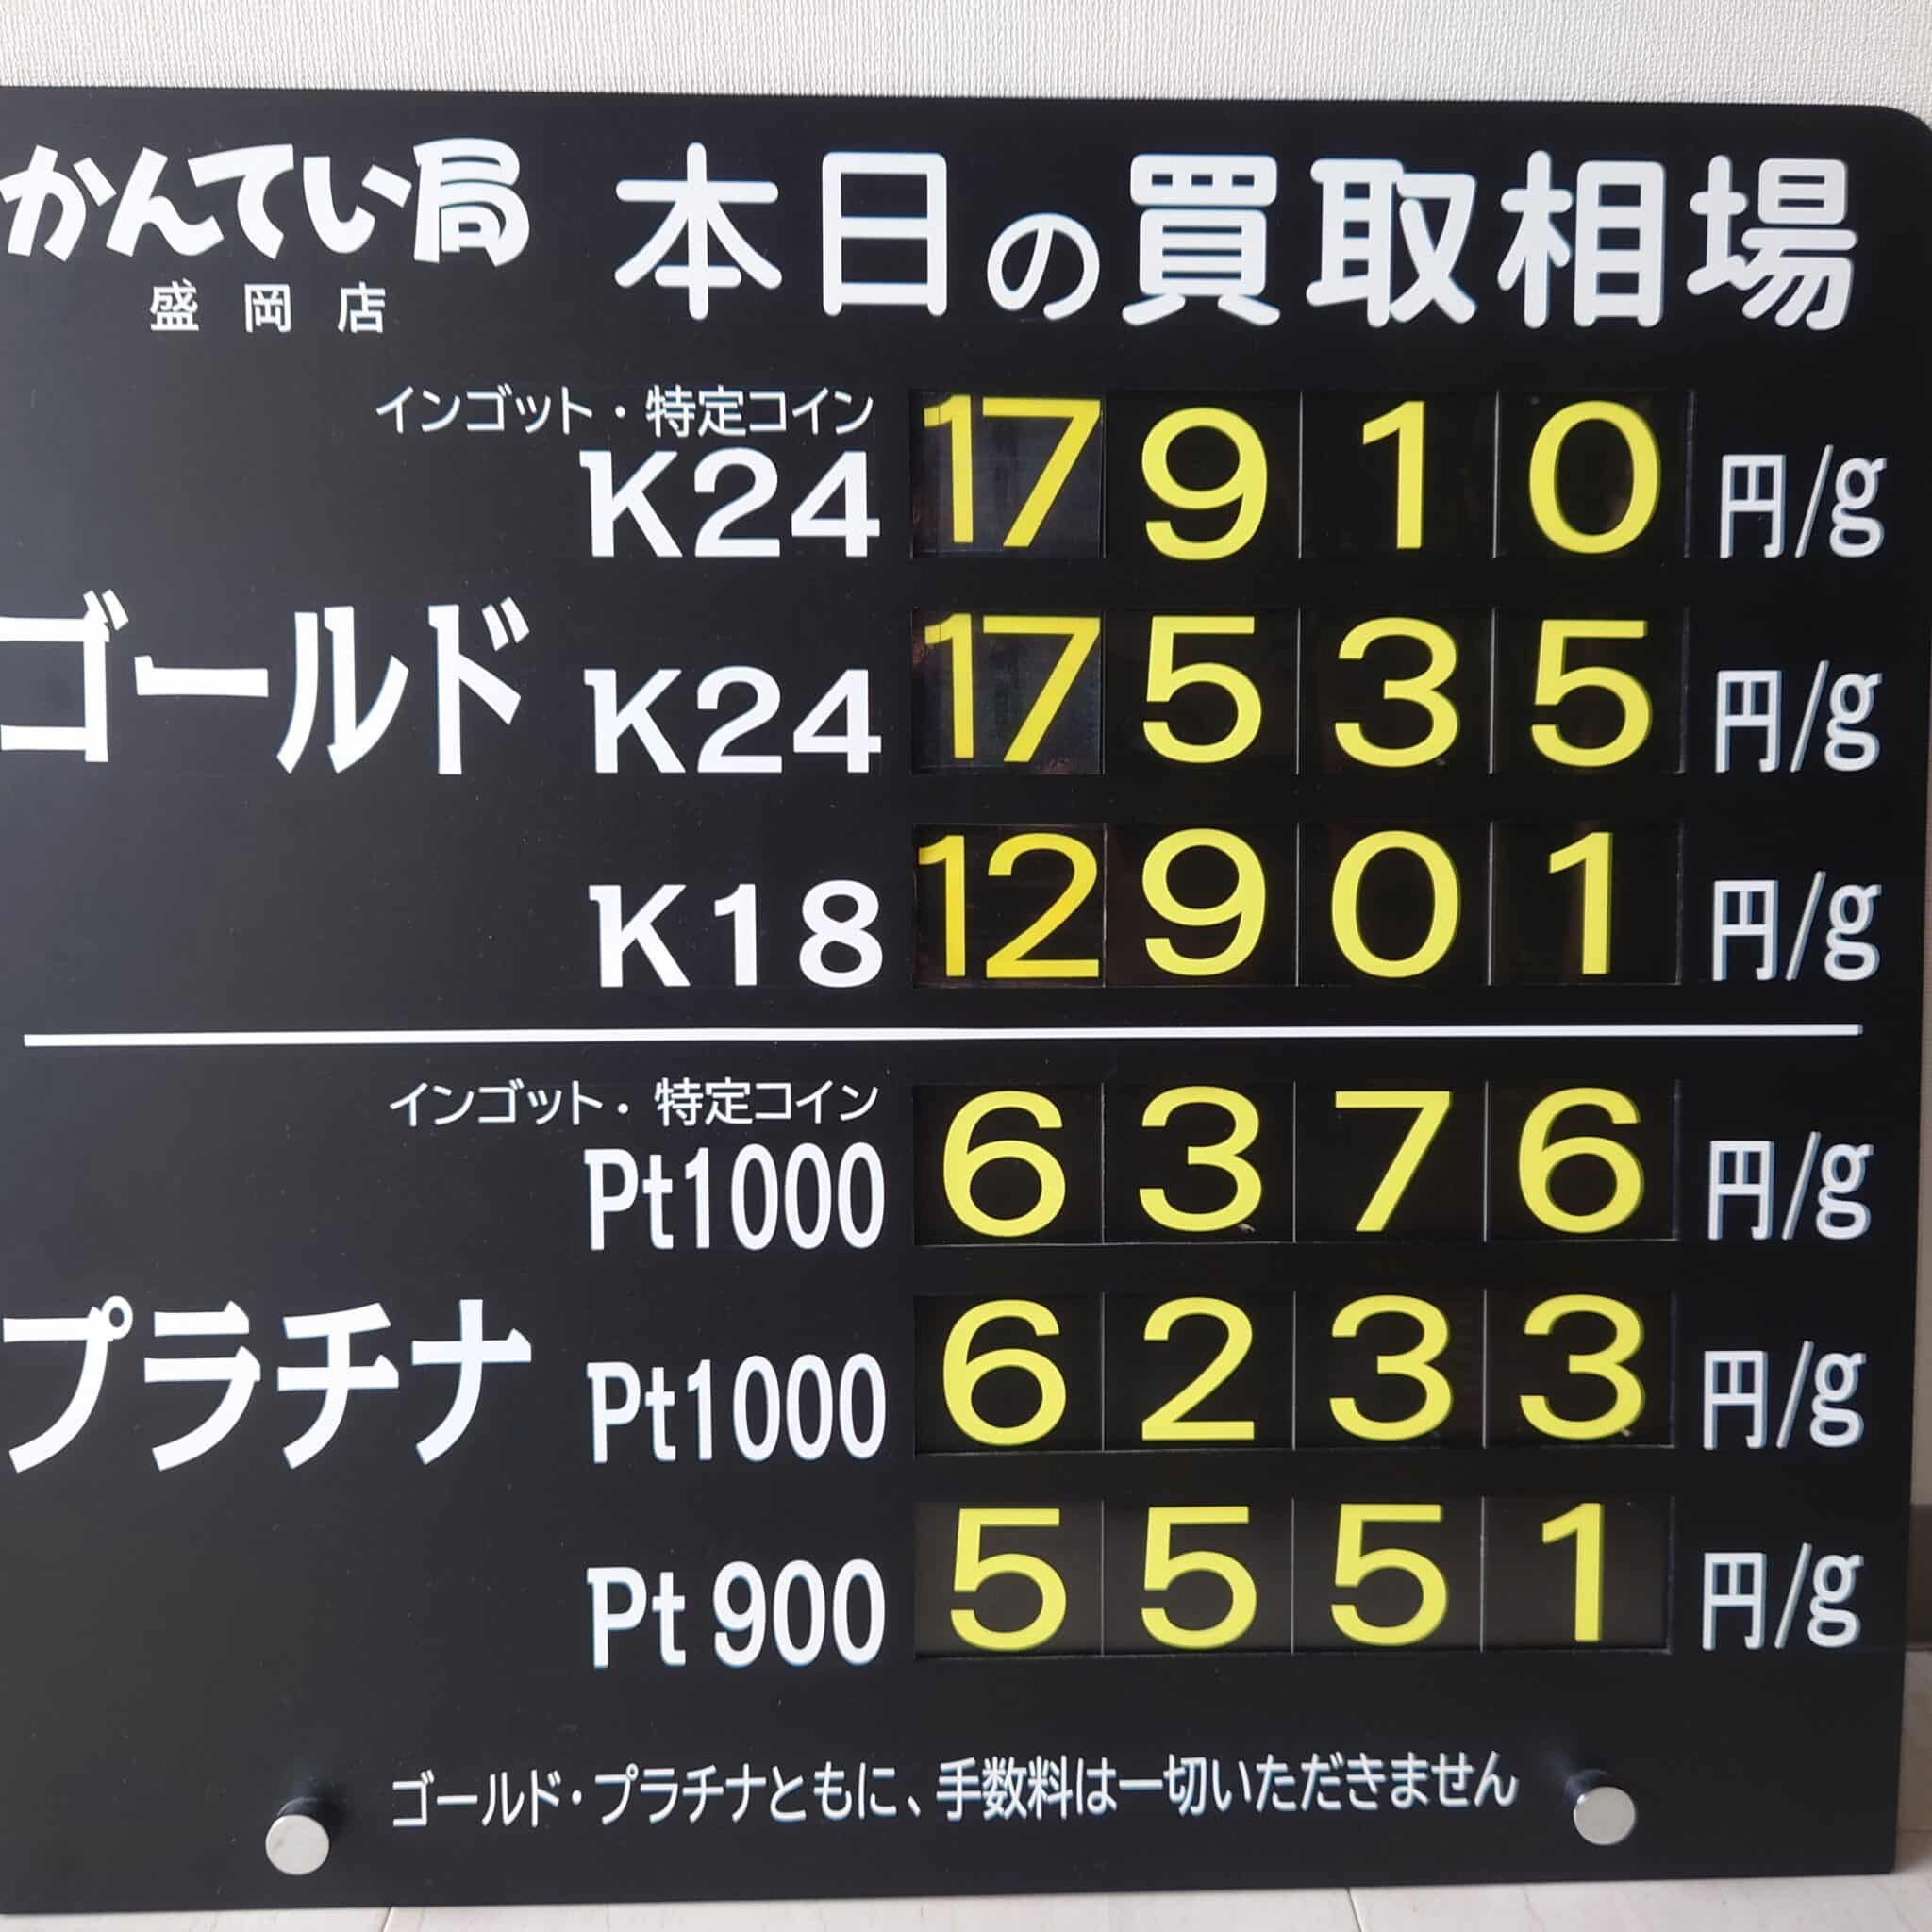 かんてい局 本日の買取相場
盛岡店
インゴット・特定コイン
K24 17910 円/g
ゴールド K24 17535 円/g
K18 12901 円/g
インゴット・特定コイン
Pt1000 6376 円/g
プラチナ Pt1000 6233 円/g
Pt 900 5551 円/g
ゴールド・プラチナともに、手数料は一切いただきません